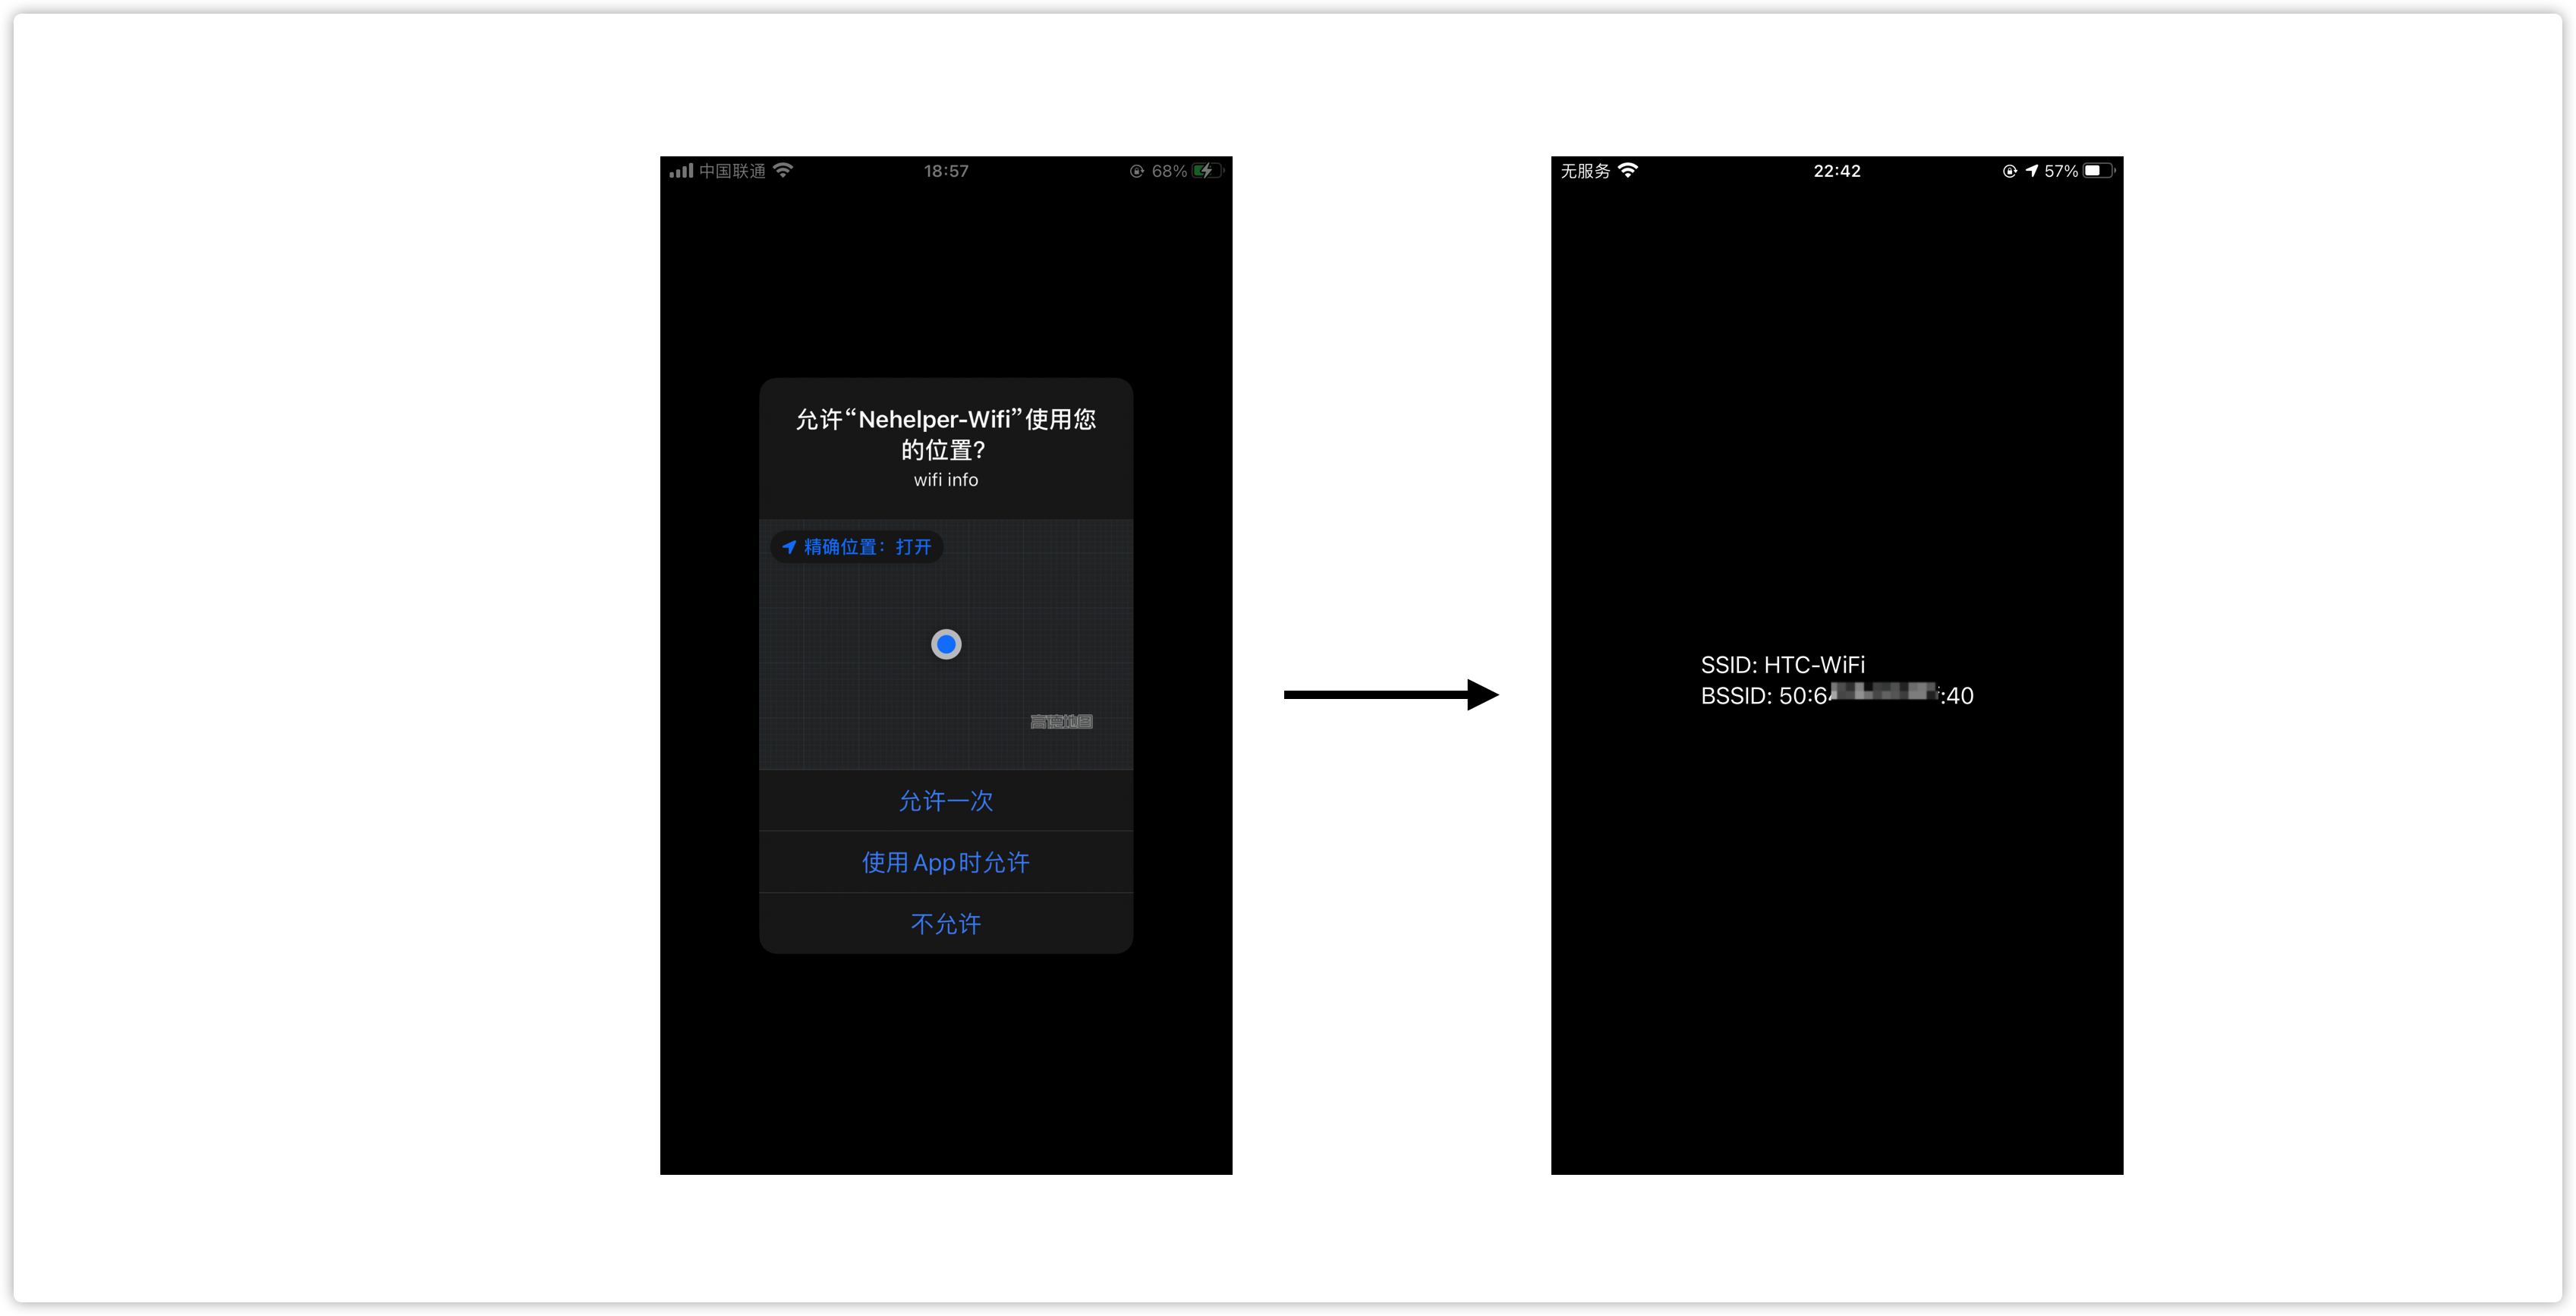 中国联通
18:57
68%
允许“Nehelper-Wifi”使用您
的位置?
wifi info
精确位置：打开
高德地图
允许一次
使用App时允许
不允许
无服务
22:42
57%
SSID: HTC-WiFi
BSSID: 50:6 :40